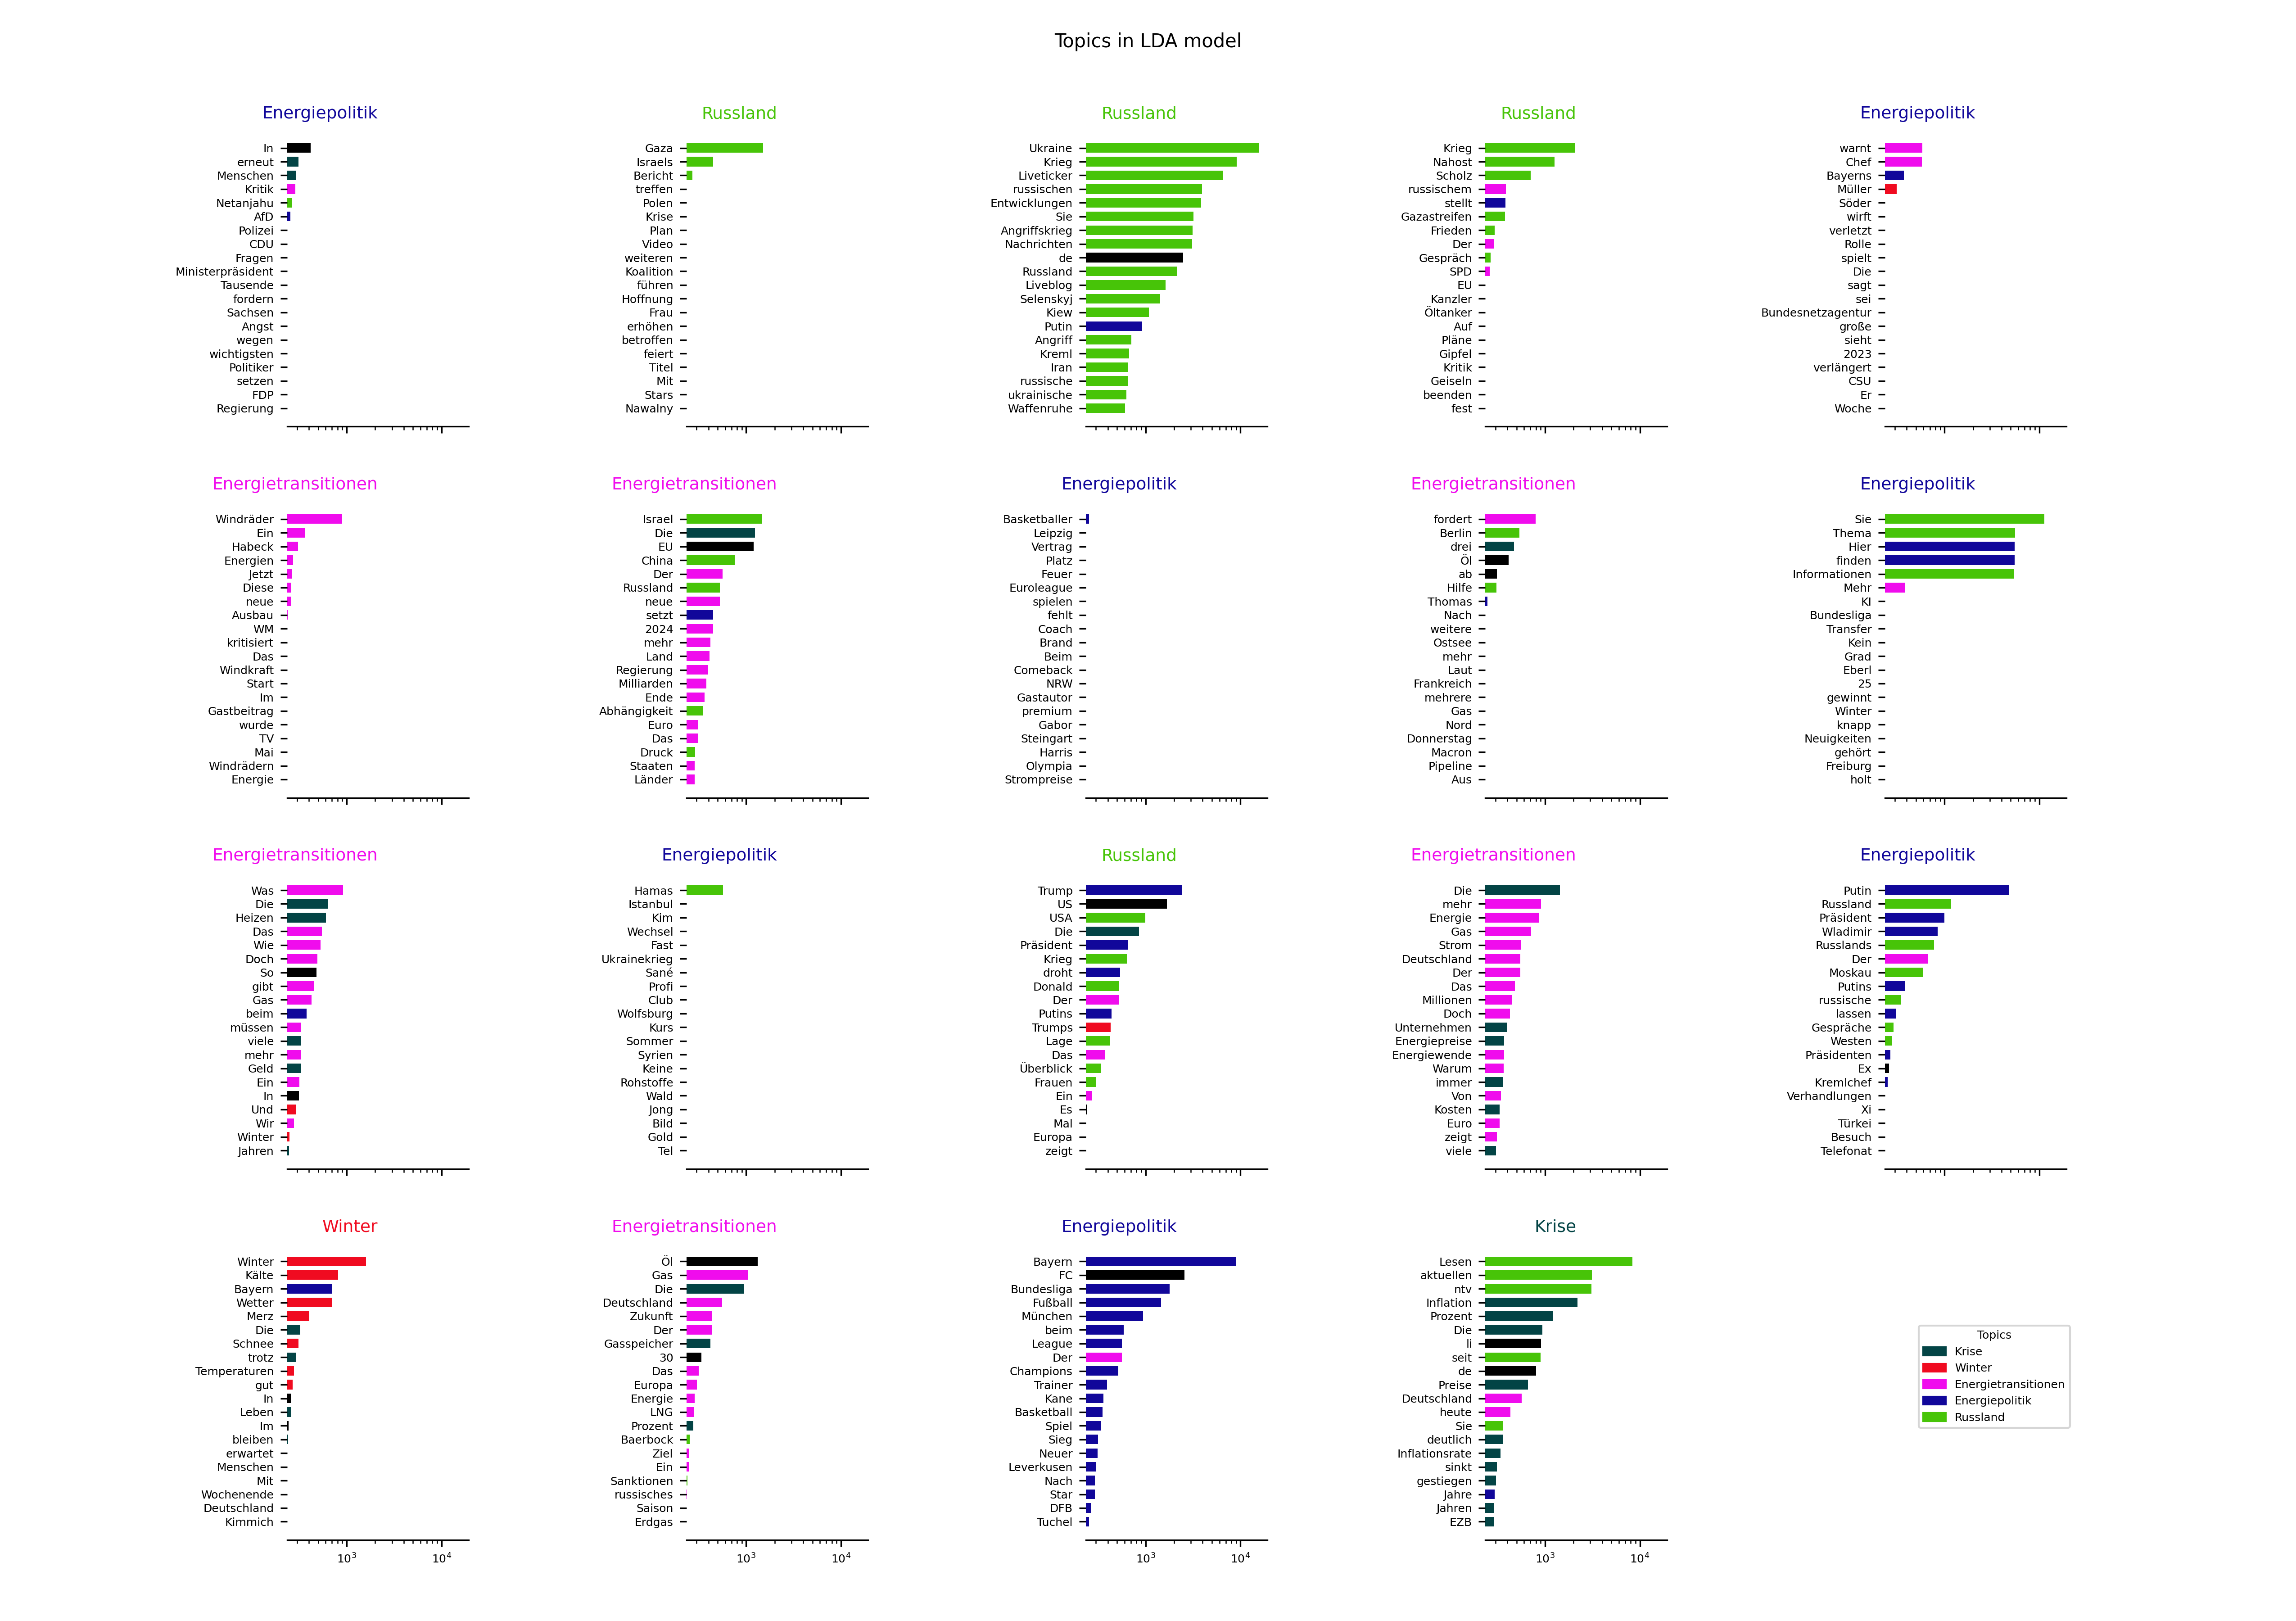 Topics in LDA model
Energiepolitik
In
erneut
Menschen
Kritik
Netanjahu
AfD
Polizei
CDU
Fragen
Ministerpräsident
Tausende
fordern
Sachsen
Angst
wegen
wichtigsten
Politiker
setzen
FDP
Regierung
Russland
Gaza
Israels
Bericht
treffen
Polen
Krise
Plan
Video
weiteren
Koalition
führen
Hoffnung
Frau
erhöhen
betroffen
feiert
Titel
Mit
Stars
Nawalny
Russland
Ukraine
Krieg
Liveticker
russischen
Entwicklungen
Sie
Angriffskrieg
Nachrichten
de
Russland
Liveblog
Selenskyj
Kiew
Putin
Angriff
Kreml
Iran
russische
ukrainische
Waffenruhe
Russland
Krieg
Nahost
Scholz
russischem
stellt
Gazastreifen
Frieden
Der
Gespräch
SPD
EU
Kanzler
Öltanker
Auf
Pläne
Gipfel
Kritik
Geiseln
beenden
fest
Energiepolitik
warnt
Chef
Bayerns
Müller
Söder
wirft
verletzt
Rolle
spielt
Die
sagt
sei
Bundesnetzagentur
große
sieht
2023
verlängert
CSU
Er
Woche
Energietransitionen
Windräder
Ein
Habeck
Energien
Jetzt
Diese
neue
Ausbau
WM
kritisiert
Das
Windkraft
Start
Im
Gastbeitrag
wurde
TV
Mai
Windrädern
Energie
Energietransitionen
Israel
Die
EU
China
Der
Russland
neue
setzt
2024
mehr
Land
Regierung
Milliarden
Ende
Abhängigkeit
Euro
Das
Druck
Staaten
Länder
Energiepolitik
Basketballer
Leipzig
Vertrag
Platz
Feuer
Euroleague
spielen
fehlt
Coach
Brand
Beim
Comeback
NRW
Gastautor
premium
Gabor
Steingart
Harris
Olympia
Strompreise
Energietransitionen
fordert
Berlin
drei
Öl
ab
Hilfe
Thomas
Nach
weitere
Ostsee
mehr
Laut
Frankreich
mehrere
Gas
Nord
Donnerstag
Macron
Pipeline
Aus
Energiepolitik
Sie
Thema
Hier
finden
Informationen
Mehr
KI
Bundesliga
Transfer
Kein
Grad
Eberl
25
gewinnt
Winter
knapp
Neuigkeiten
gehört
Freiburg
holt
Energietransitionen
Was
Die
Heizen
Das
Wie
Doch
So
gibt
Gas
beim
müssen
viele
mehr
Geld
Ein
In
Und
Wir
Winter
Jahren
Energiepolitik
Hamas
Istanbul
Kim
Wechsel
Fast
Ukrainekrieg
Sané
Profi
Club
Wolfsburg
Kurs
Sommer
Syrien
Keine
Rohstoffe
Wald
Jong
Bild
Gold
Tel
Russland
Trump
US
USA
Die
Präsident
Krieg
droht
Donald
Der
Putins
Trumps
Lage
Das
Überblick
Frauen
Ein
Es
Mal
Europa
zeigt
Energietransitionen
Die
mehr
Energie
Gas
Strom
Deutschland
Der
Das
Millionen
Doch
Unternehmen
Energiepreise
Energiewende
Warum
immer
Von
Kosten
Euro
zeigt
viele
Energiepolitik
Putin
Russland
Präsident
Wladimir
Russlands
Der
Moskau
Putins
russische
lassen
Gespräche
Westen
Präsidenten
Ex
Kremlchef
Verhandlungen
Xi
Türkei
Besuch
Telefonat
Winter
Winter
Kälte
Bayern
Wetter
Merz
Die
Schnee
trotz
Temperaturen
gut
In
Leben
Im
bleiben
erwartet
Menschen
Mit
Wochenende
Deutschland
Kimmich
10³ 10⁴
Energietransitionen
Öl
Gas
Die
Deutschland
Zukunft
Der
Gasspeicher
30
Das
Europa
Energie
LNG
Prozent
Baerbock
Ziel
Ein
Sanktionen
russisches
Saison
Erdgas
10³ 10⁴
Energiepolitik
Bayern
FC
Bundesliga
Fußball
München
beim
League
Der
Champions
Trainer
Kane
Basketball
Spiel
Sieg
Neuer
Leverkusen
Nach
Star
DFB
Tuchel
10³ 10⁴
Krise
Lesen
aktuellen
ntv
Inflation
Prozent
Die
li
seit
de
Preise
Deutschland
heute
Sie
deutlich
Inflationsrate
sinkt
gestiegen
Jahre
Jahren
EZB
10³ 10⁴
Topics
Krise
Winter
Energietransitionen
Energiepolitik
Russland